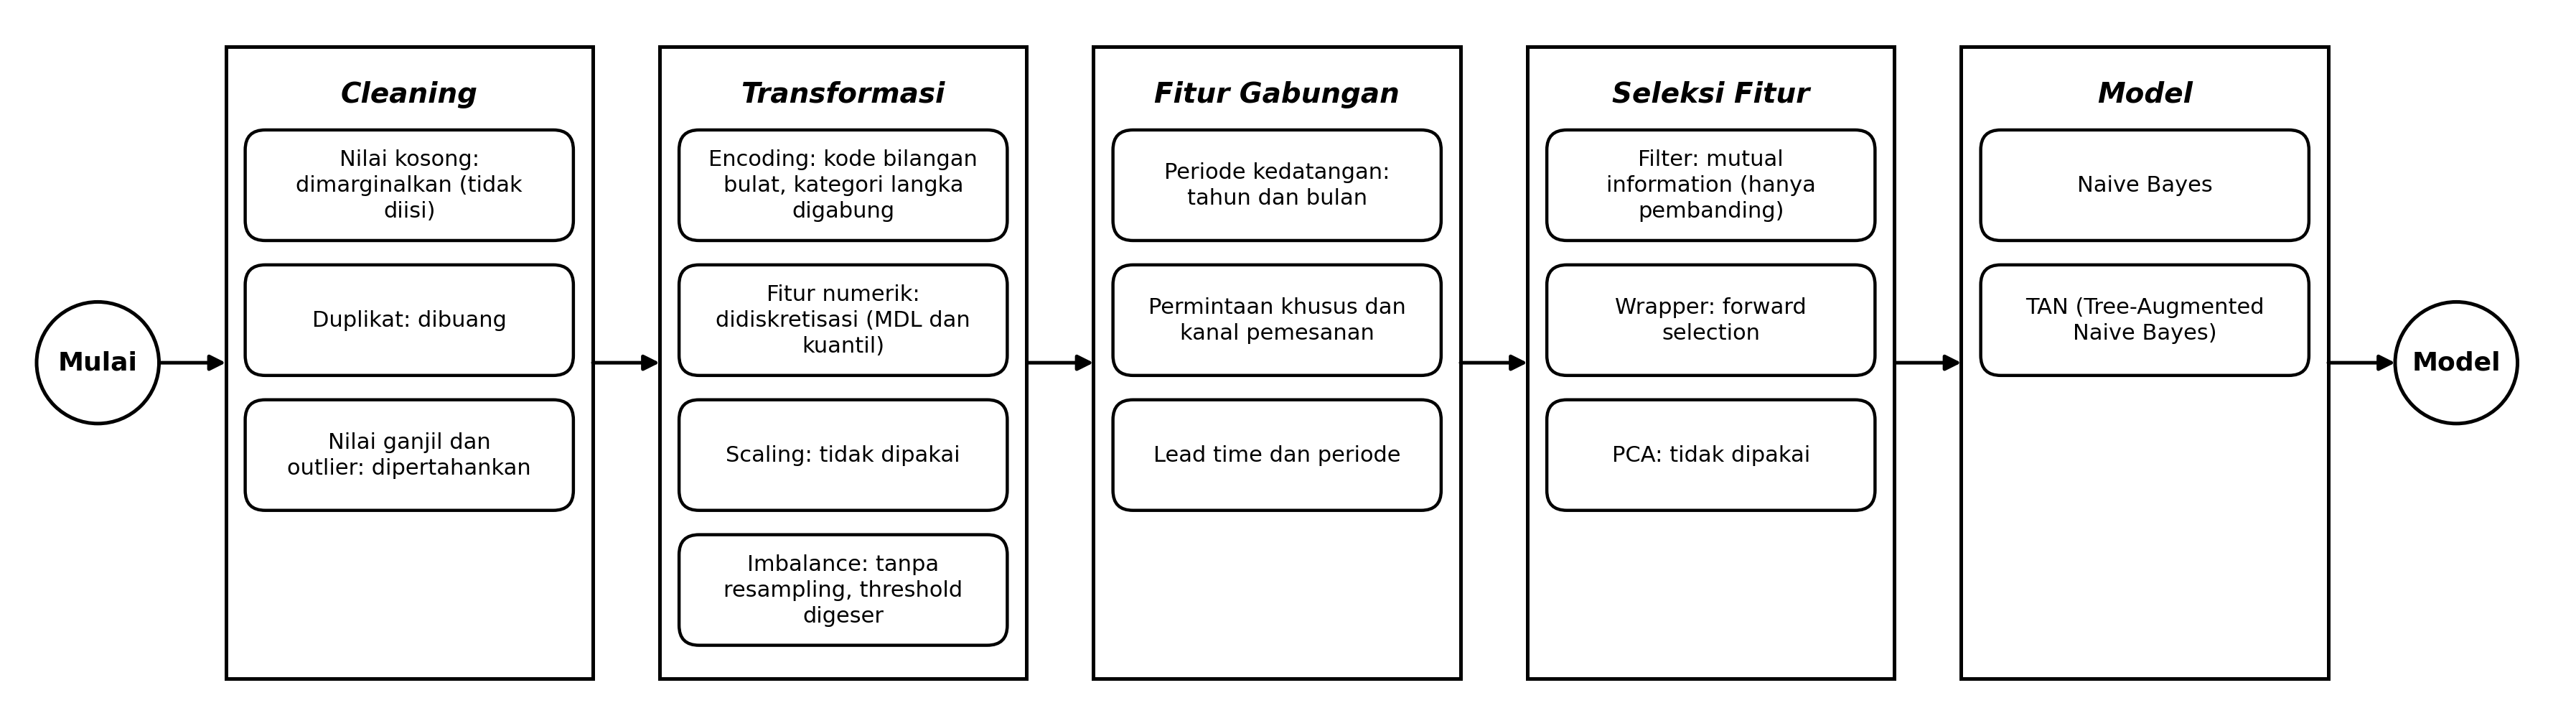 Mulai
Cleaning
Nilai kosong:
dimarginalkan (tidak
diisi)
Duplikat: dibuang
Nilai ganjil dan
outlier: dipertahankan
Transformasi
Encoding: kode bilangan
bulat, kategori langka
digabung
Fitur numerik:
didiskretisasi (MDL dan
kuantil)
Scaling: tidak dipakai
Imbalance: tanpa
resampling, threshold
digeser
Fitur Gabungan
Periode kedatangan:
tahun dan bulan
Permintaan khusus dan
kanal pemesanan
Lead time dan periode
Seleksi Fitur
Filter: mutual
information (hanya
pembanding)
Wrapper: forward
selection
PCA: tidak dipakai
Model
Naive Bayes
TAN (Tree-Augmented
Naive Bayes)
Model